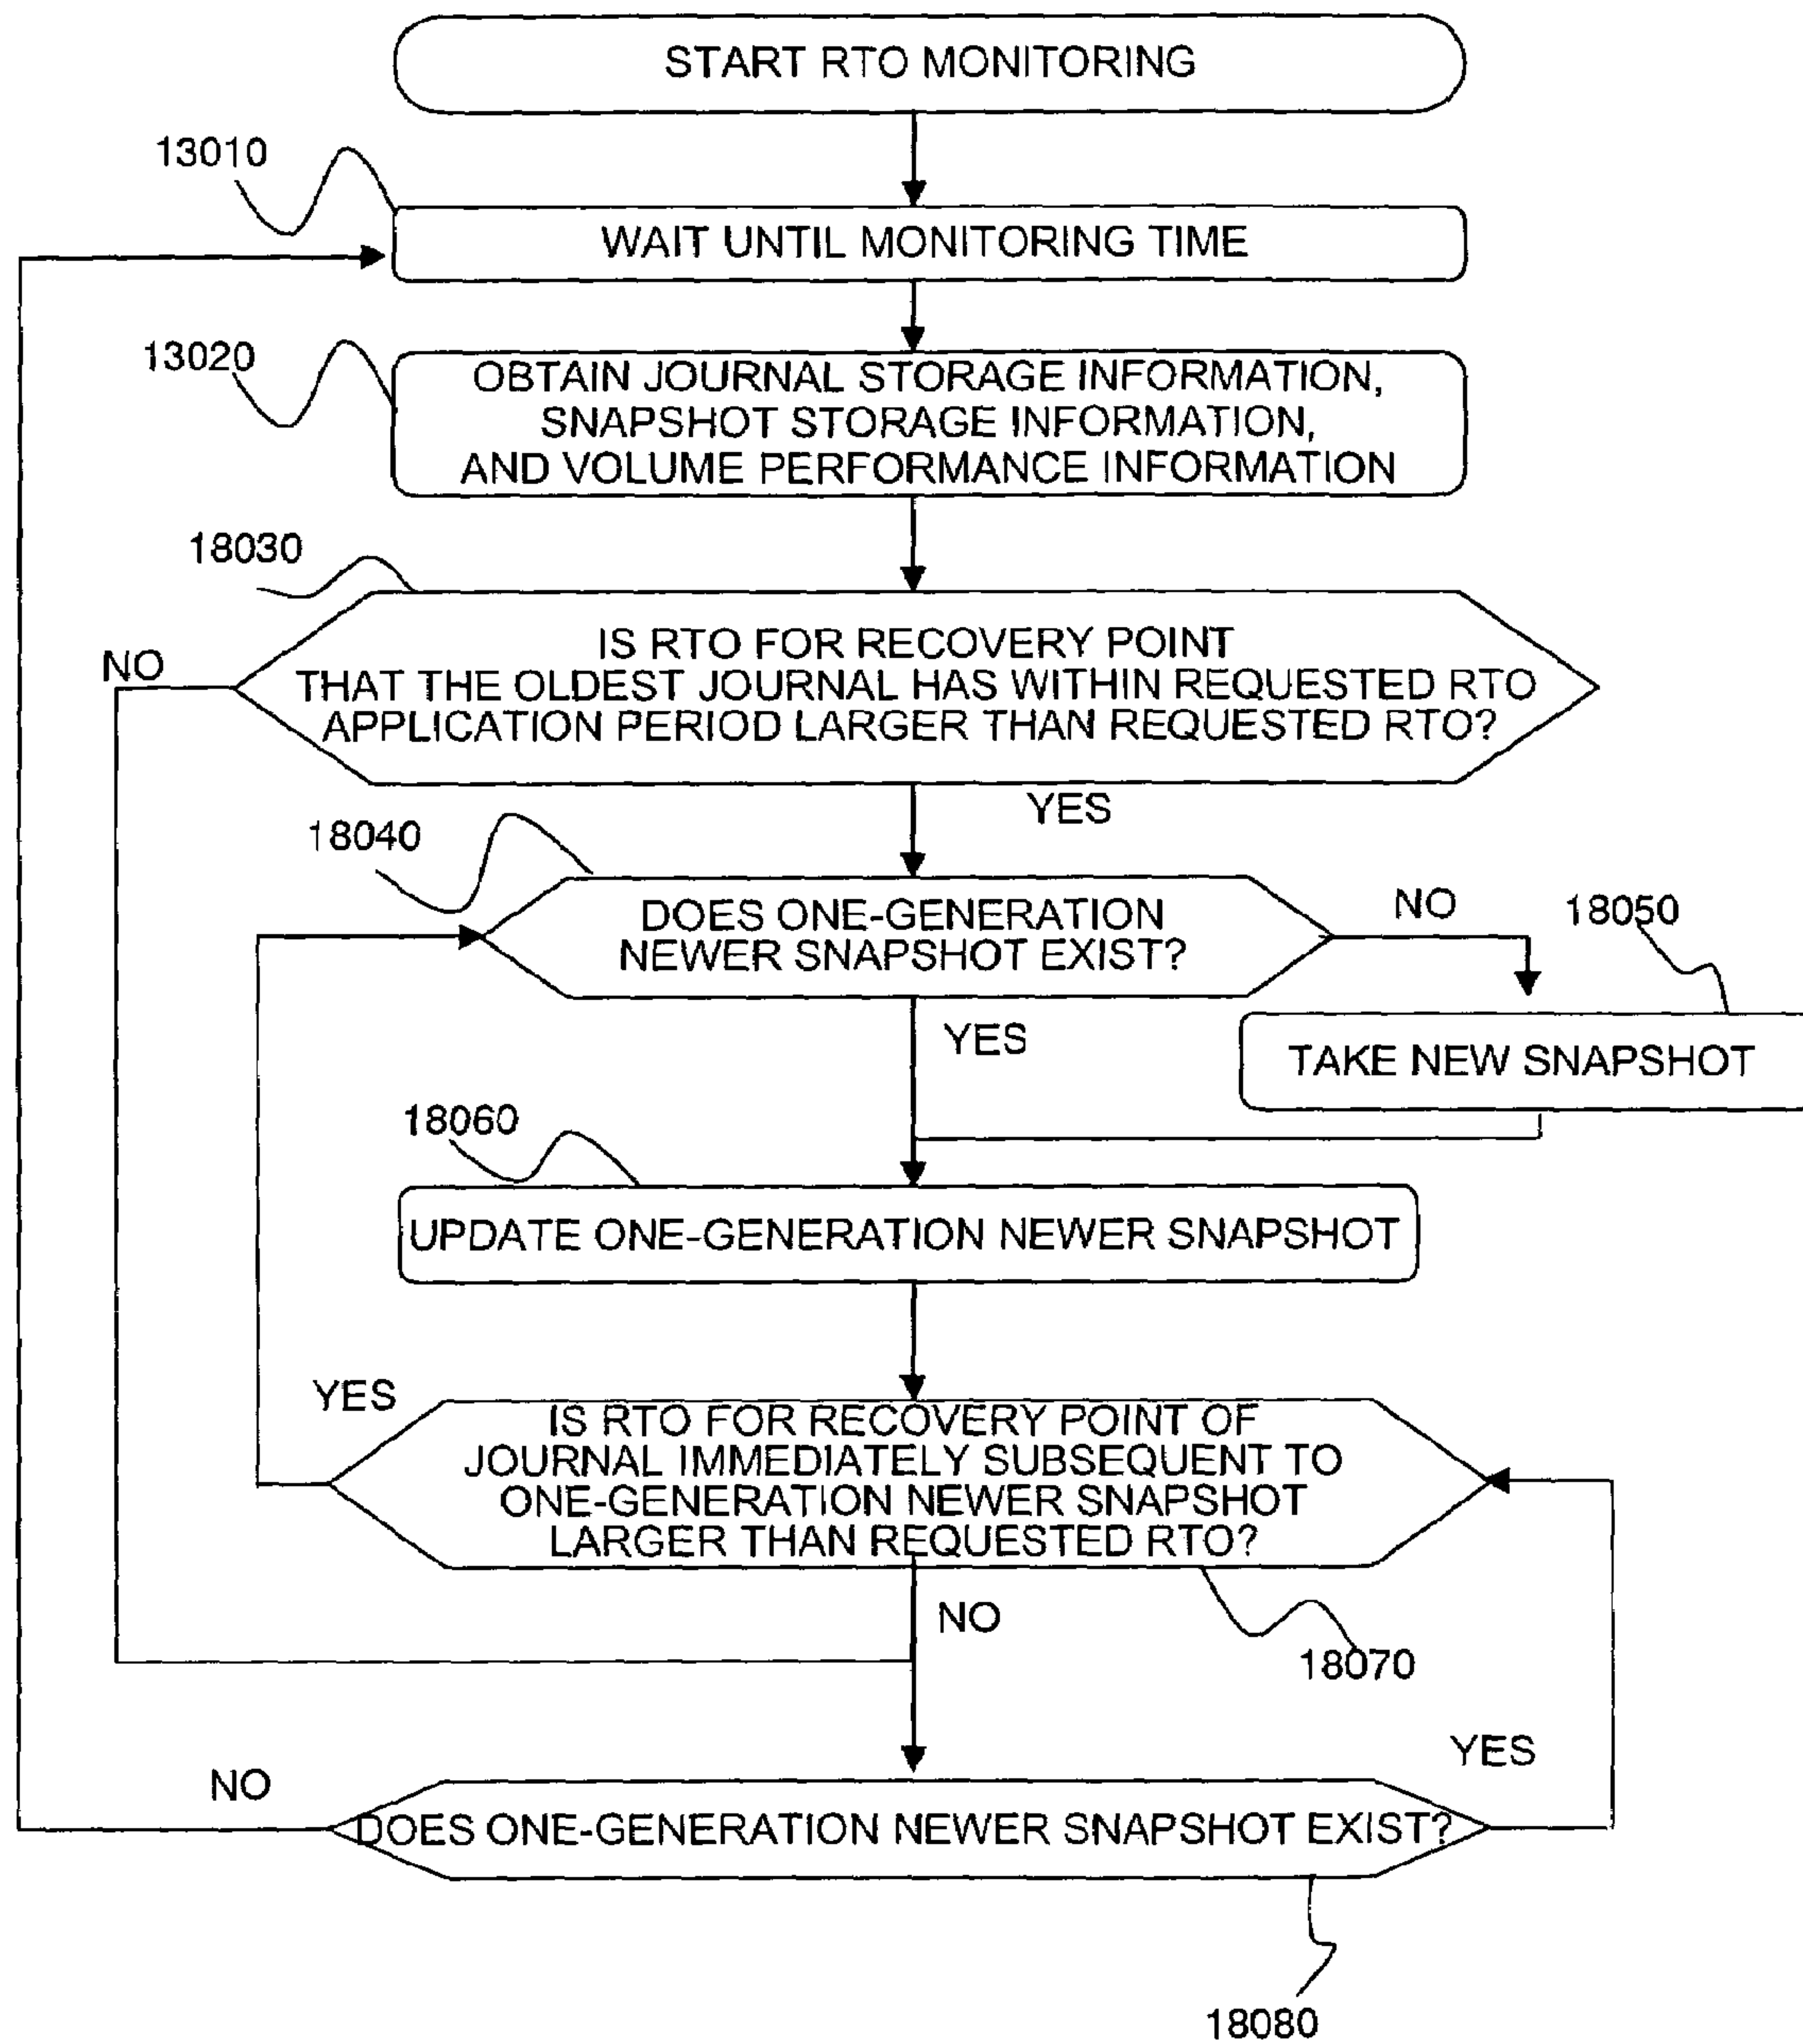 START RTO MONITORING
13010
WAIT UNTIL MONITORING TIME
13020
OBTAIN JOURNAL STORAGE INFORMATION,
SNAPSHOT STORAGE INFORMATION,
AND VOLUME PERFORMANCE INFORMATION
18030
IS RTO FOR RECOVERY POINT
THAT THE OLDEST JOURNAL HAS WITHIN REQUESTED RTO
APPLICATION PERIOD LARGER THAN REQUESTED RTO?
NO
YES
18040
DOES ONE-GENERATION
NEWER SNAPSHOT EXIST?
NO
18050
YES
TAKE NEW SNAPSHOT
18060
UPDATE ONE-GENERATION NEWER SNAPSHOT
YES
IS RTO FOR RECOVERY POINT OF
JOURNAL IMMEDIATELY SUBSEQUENT TO
ONE-GENERATION NEWER SNAPSHOT
LARGER THAN REQUESTED RTO?
NO
18070
YES
NO
DOES ONE-GENERATION NEWER SNAPSHOT EXIST?
18080